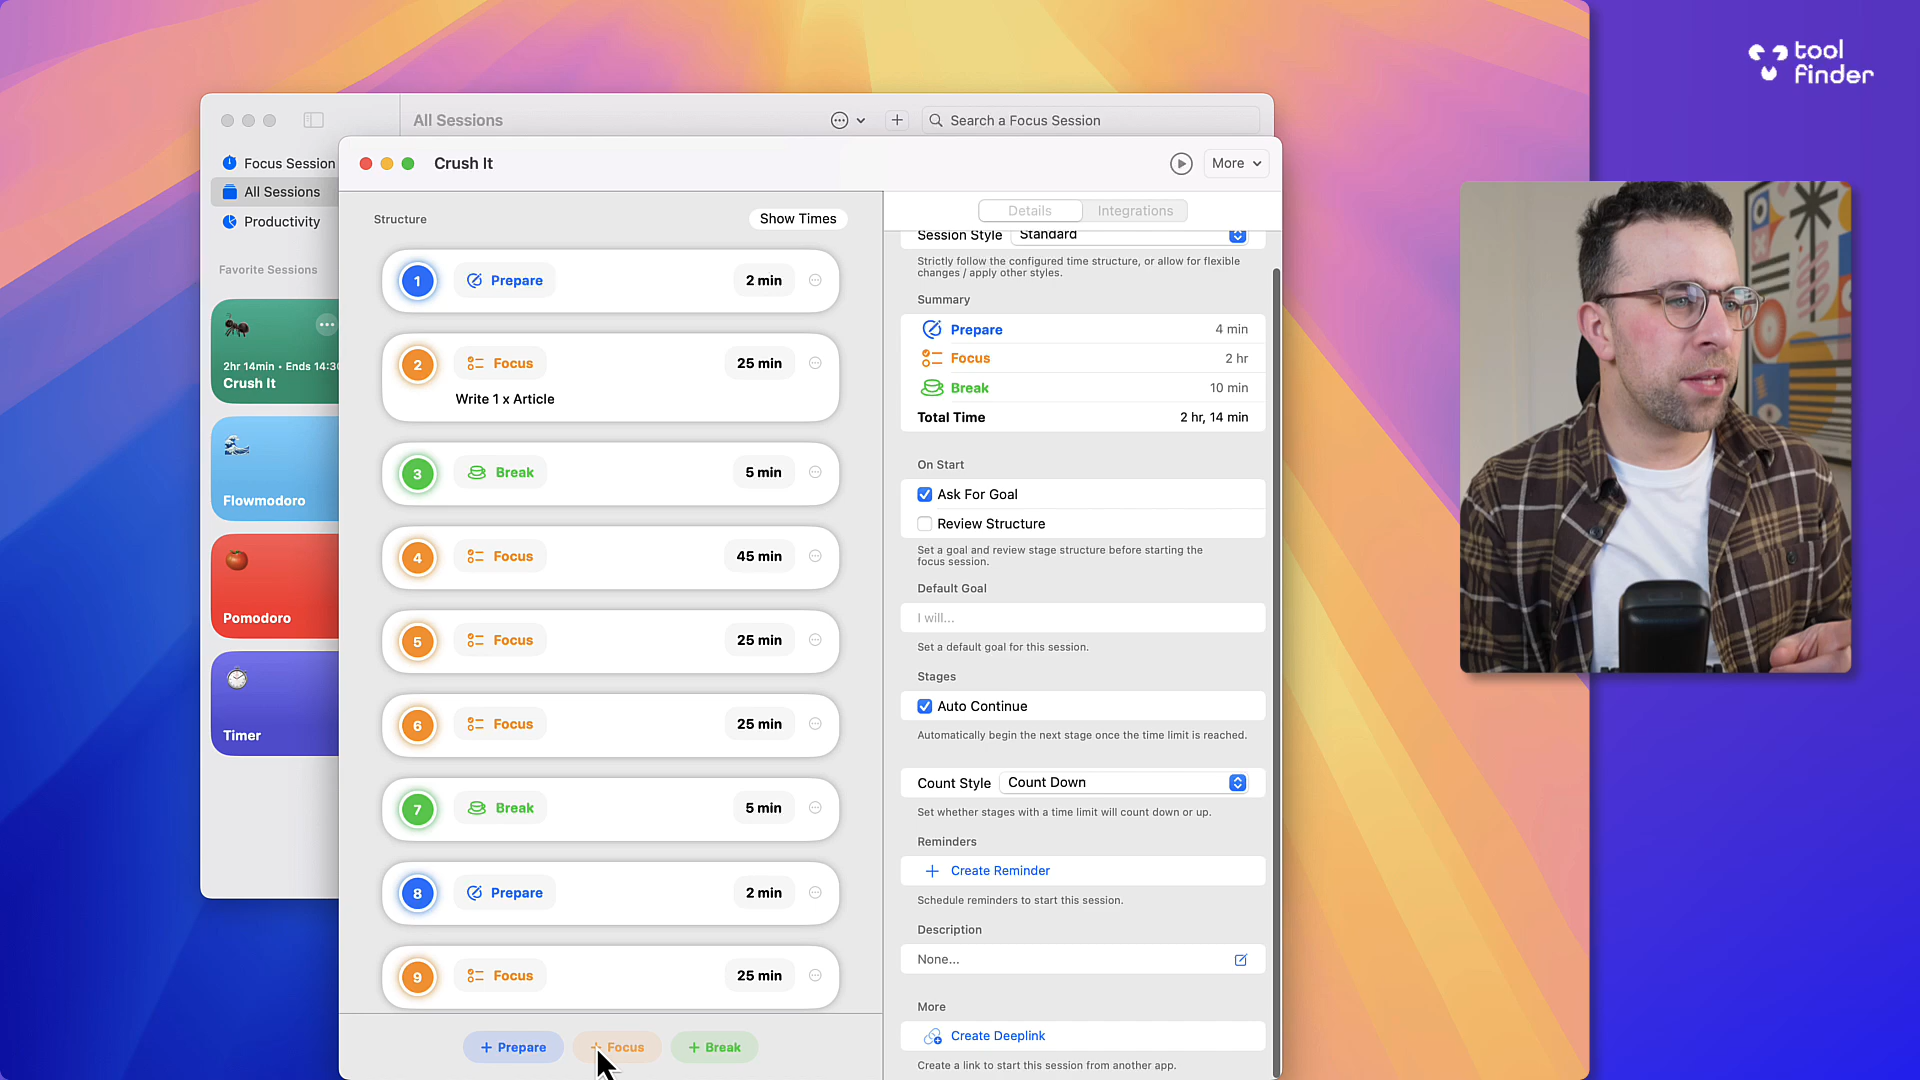 tool
finder
All Sessions
Search a Focus Session
Focus Session
All Sessions
Productivity
Favorite Sessions
2hr 14min • Ends 14:3
Crush It
Flowmodoro
Pomodoro
Timer
Crush It
More
Structure
Show Times
1 Prepare 2 min
2 Focus 25 min
Write 1 x Article
3 Break 5 min
4 Focus 45 min
5 Focus 25 min
6 Focus 25 min
7 Break 5 min
8 Prepare 2 min
9 Focus 25 min
+ Prepare + Focus + Break
Details Integrations
Session Style Standard
Strictly follow the configured time structure, or allow for flexible
changes / apply other styles.
Summary
Prepare 4 min
Focus 2 hr
Break 10 min
Total Time 2 hr, 14 min
On Start
Ask For Goal
Review Structure
Set a goal and review stage structure before starting the
focus session.
Default Goal
I will...
Set a default goal for this session.
Stages
Auto Continue
Automatically begin the next stage once the time limit is reached.
Count Style Count Down
Set whether stages with a time limit will count down or up.
Reminders
+ Create Reminder
Schedule reminders to start this session.
Description
None...
More
Create Deeplink
Create a link to start this session from another app.